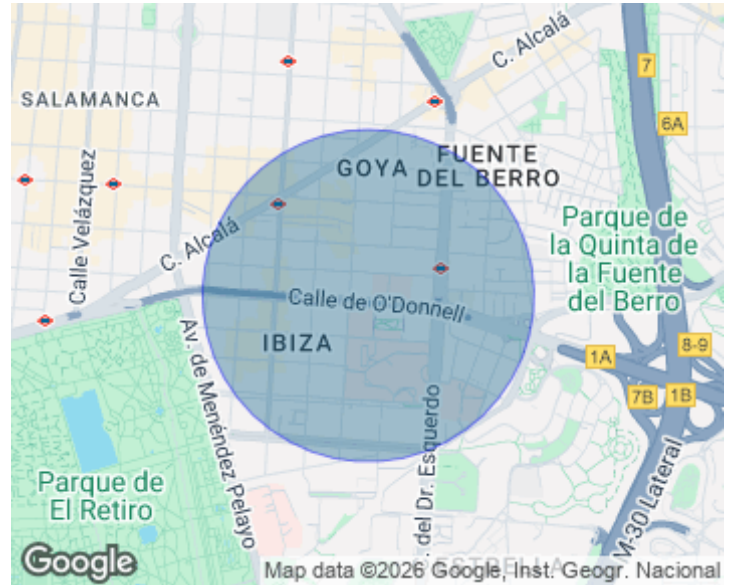 7
C. Alcalá
6A
SALAMANCA
Calle Velázquez
GOYA
FUENTE
DEL BERRO
C. Alcalá
Parque de
la Quinta de
la Fuente
del Berro
Calle de O'Donnell
IBIZA
Av. de Menéndez Pelayo
1A
8-9
7B
1B
. del Dr. Esquerdo
M-30 Lateral
Parque de
El Retiro
ESTRELLA
Google
Map data ©2026 Google, Inst. Geogr. Nacional